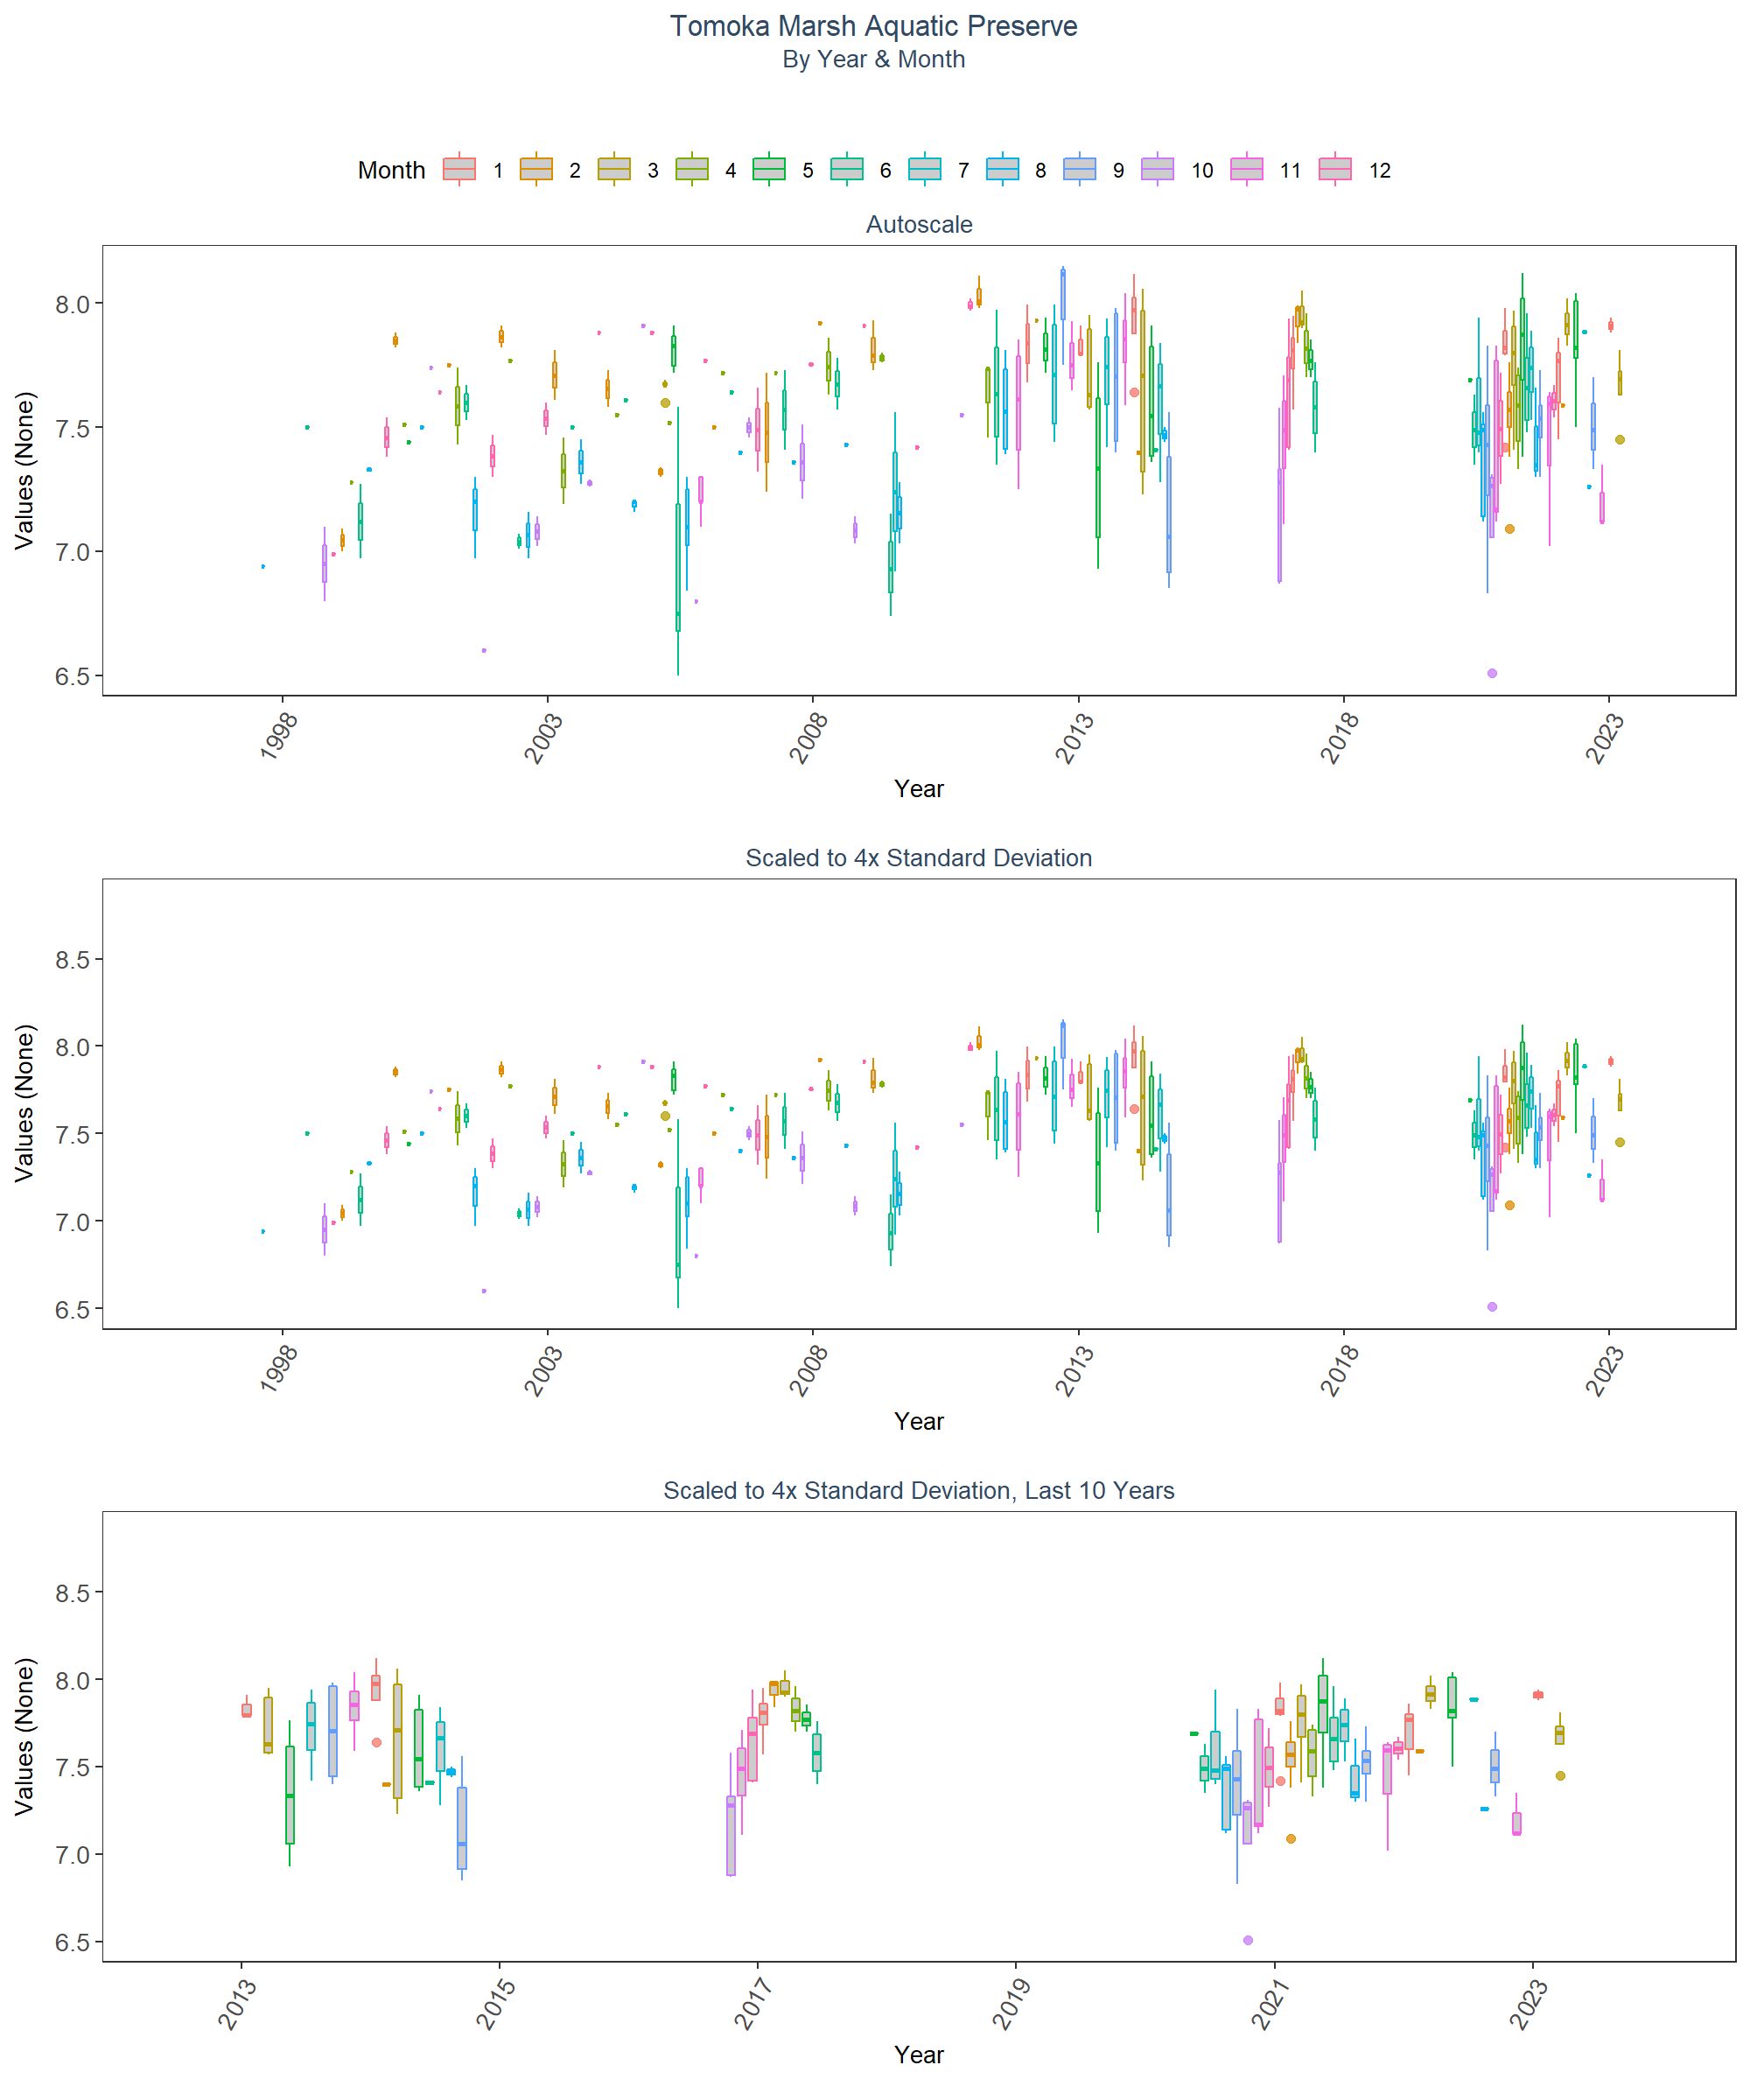 Tomoka Marsh Aquatic Preserve
By Year & Month
Month 1 2 3 4 5 6 7 8 9 10 11 12
Autoscale
Values (None)
8.0
7.5
7.0
6.5
1998 2003 2008 2013 2018 2023
Year
Scaled to 4x Standard Deviation
Values (None)
8.5
8.0
7.5
7.0
6.5
1998 2003 2008 2013 2018 2023
Year
Scaled to 4x Standard Deviation, Last 10 Years
Values (None)
8.5
8.0
7.5
7.0
6.5
2013 2015 2017 2019 2021 2023
Year